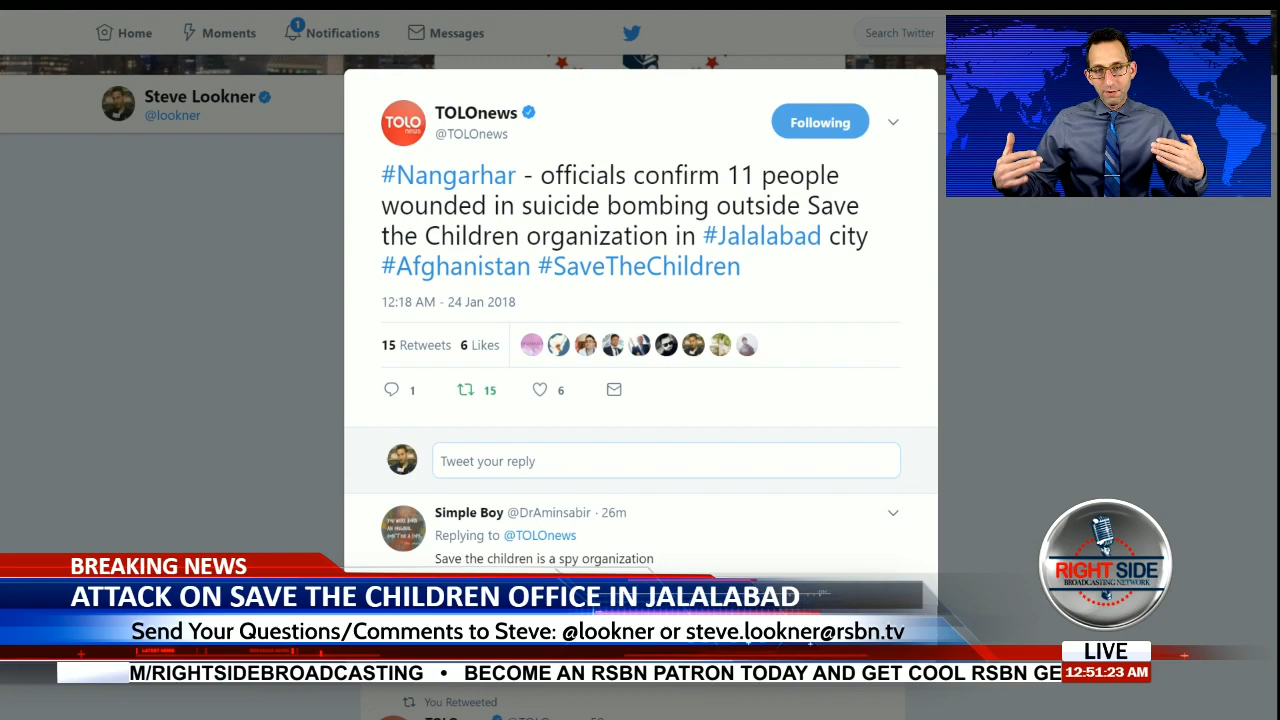 Home
Moments
1
Notifications
Messages
Search Twitter
Steve Lookner
@lookner
TOLO
news
TOLOnews
@TOLOnews
Following
#Nangarhar - officials confirm 11 people
wounded in suicide bombing outside Save
the Children organization in #Jalalabad city
#Afghanistan #SaveTheChildren
12:18 AM - 24 Jan 2018
15 Retweets 6 Likes
1 15 6
Tweet your reply
Simple Boy @DrAminsabir · 26m
Replying to @TOLOnews
Save the children is a spy organization
BREAKING NEWS
ATTACK ON SAVE THE CHILDREN OFFICE IN JALALABAD
Send Your Questions/Comments to Steve: @lookner or steve.lookner@rsbn.tv
RIGHT SIDE
BROADCASTING NETWORK
LIVE
12:51:23 AM
M/RIGHTSIDEBROADCASTING • BECOME AN RSBN PATRON TODAY AND GET COOL RSBN GE
You Retweeted